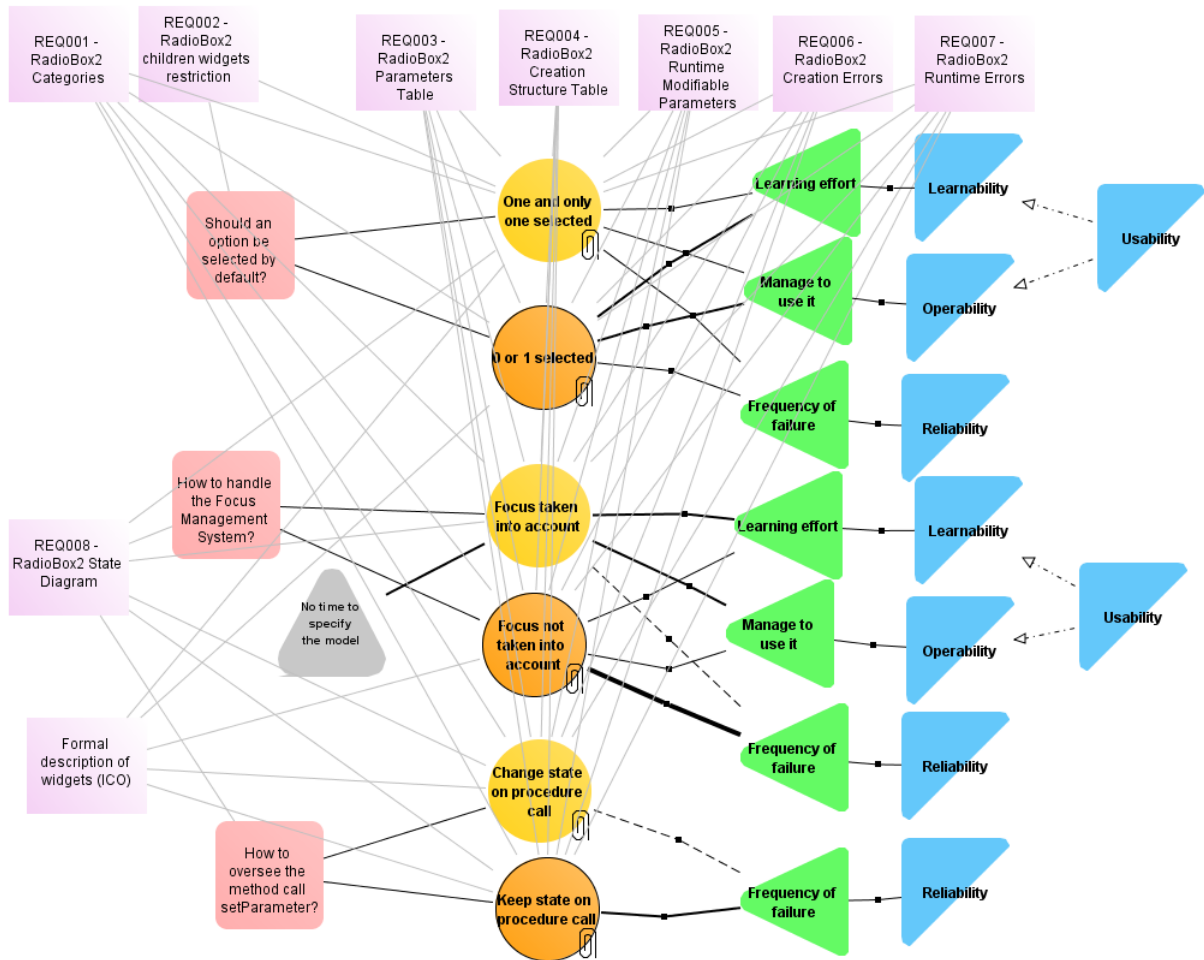 REQ001 -
RadioBox2
Categories
REQ002 -
RadioBox2
children widgets
restriction
REQ003 -
RadioBox2
Parameters
Table
REQ004 -
RadioBox2
Creation
Structure Table
REQ005 -
RadioBox2
Runtime
Modifiable
Parameters
REQ006 -
RadioBox2
Creation Errors
REQ007 -
RadioBox2
Runtime Errors
Should an
option be
selected by
default?
One and only
one selected
Learning effort
Learnability
Usability
Manage to
use it
Operability
0 or 1 selected
Frequency of
failure
Reliability
How to handle
the Focus
Management
System?
Focus taken
into account
Learning effort
Learnability
REQ008 -
RadioBox2 State
Diagram
No time to
specify
the model
Focus not
taken into
account
Manage to
use it
Operability
Usability
Formal
description of
widgets (ICO)
Change state
on procedure
call
Frequency of
failure
Reliability
How to
oversee the
method call
setParameter?
Keep state on
procedure call
Frequency of
failure
Reliability